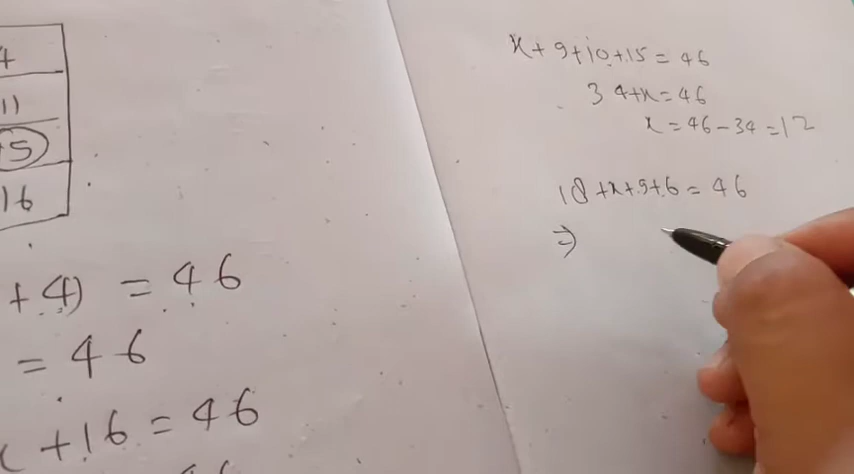 4
11
15
16
+4) = 46
= 46
x + 16 = 46
46
x + 9 + 10 + 15 = 46
34 + x = 46
x = 46 - 34 = 12
18 + x + 9 + 6 = 46
⇒